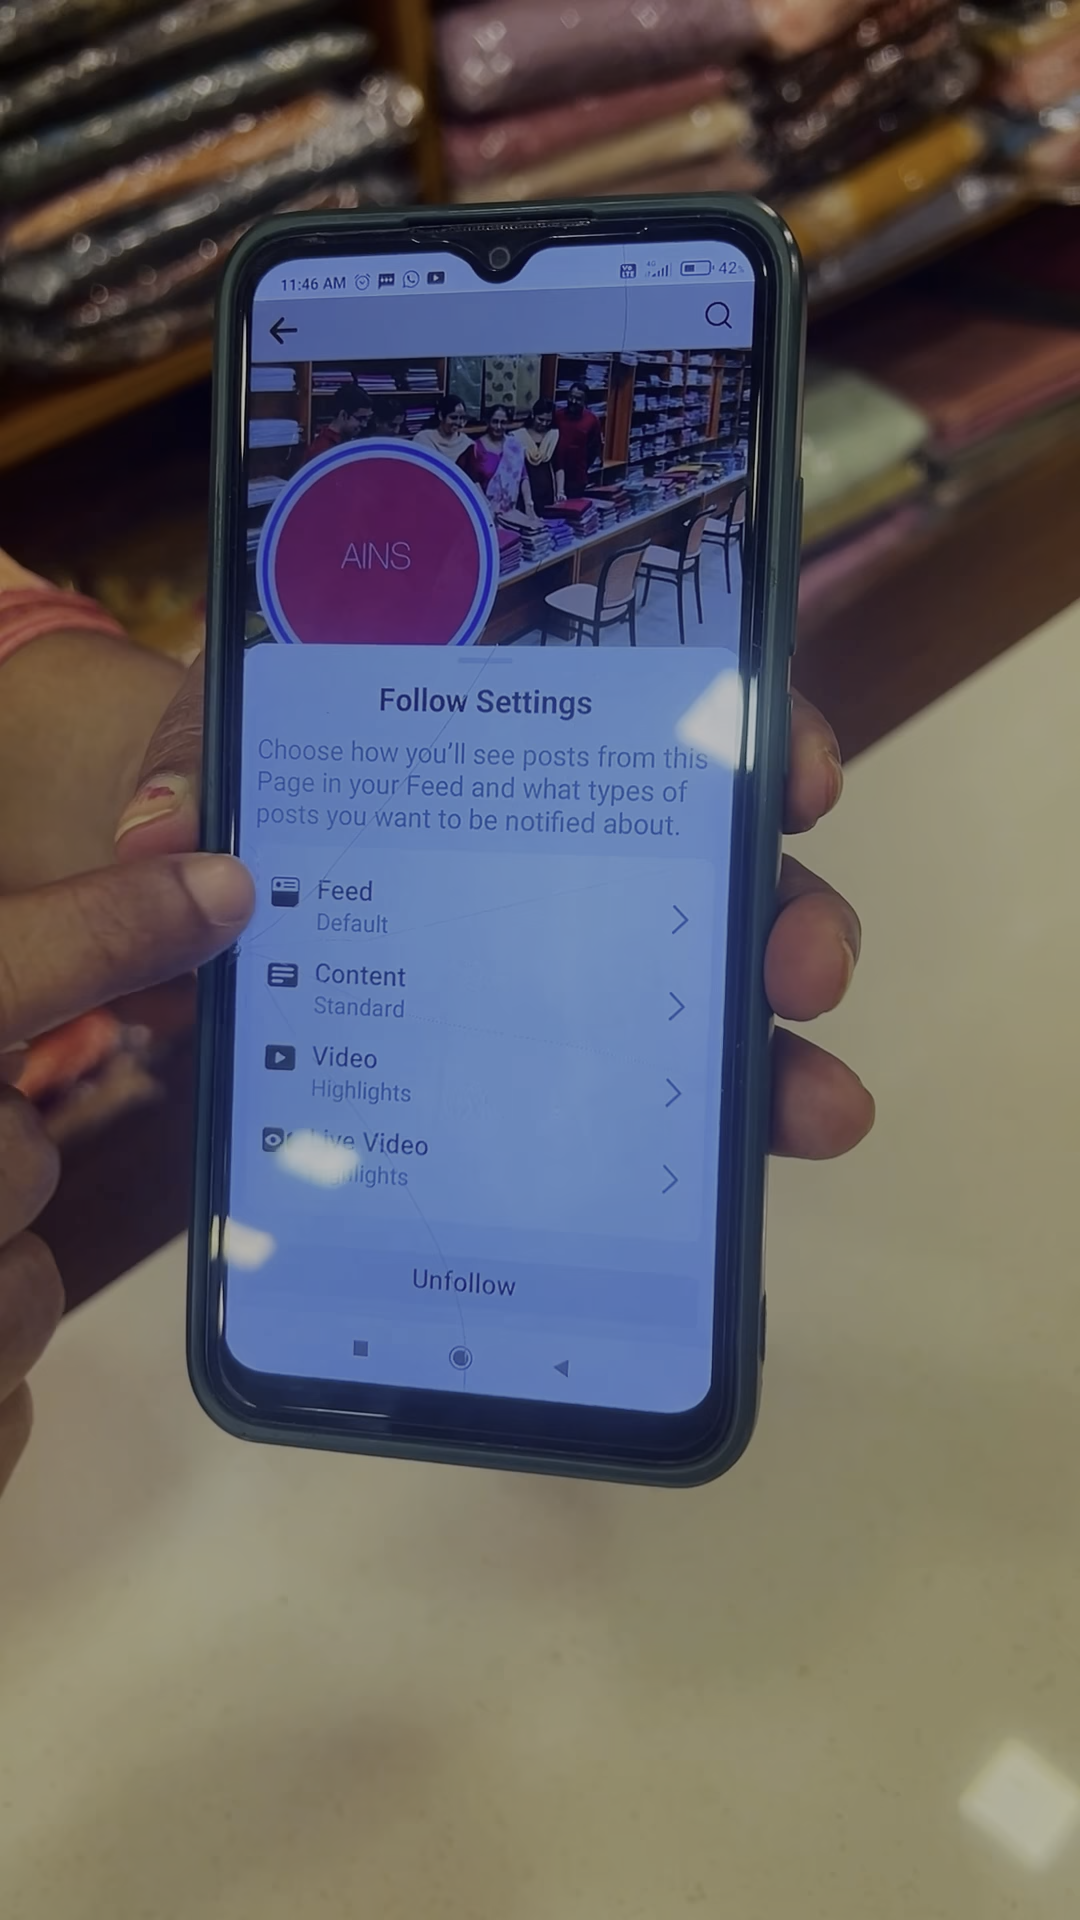 11:46 AM
42%
AINS
Follow Settings
Choose how you'll see posts from this
Page in your Feed and what types of
posts you want to be notified about.
Feed
Default
Content
Standard
Video
Highlights
Live Video
Highlights
Unfollow